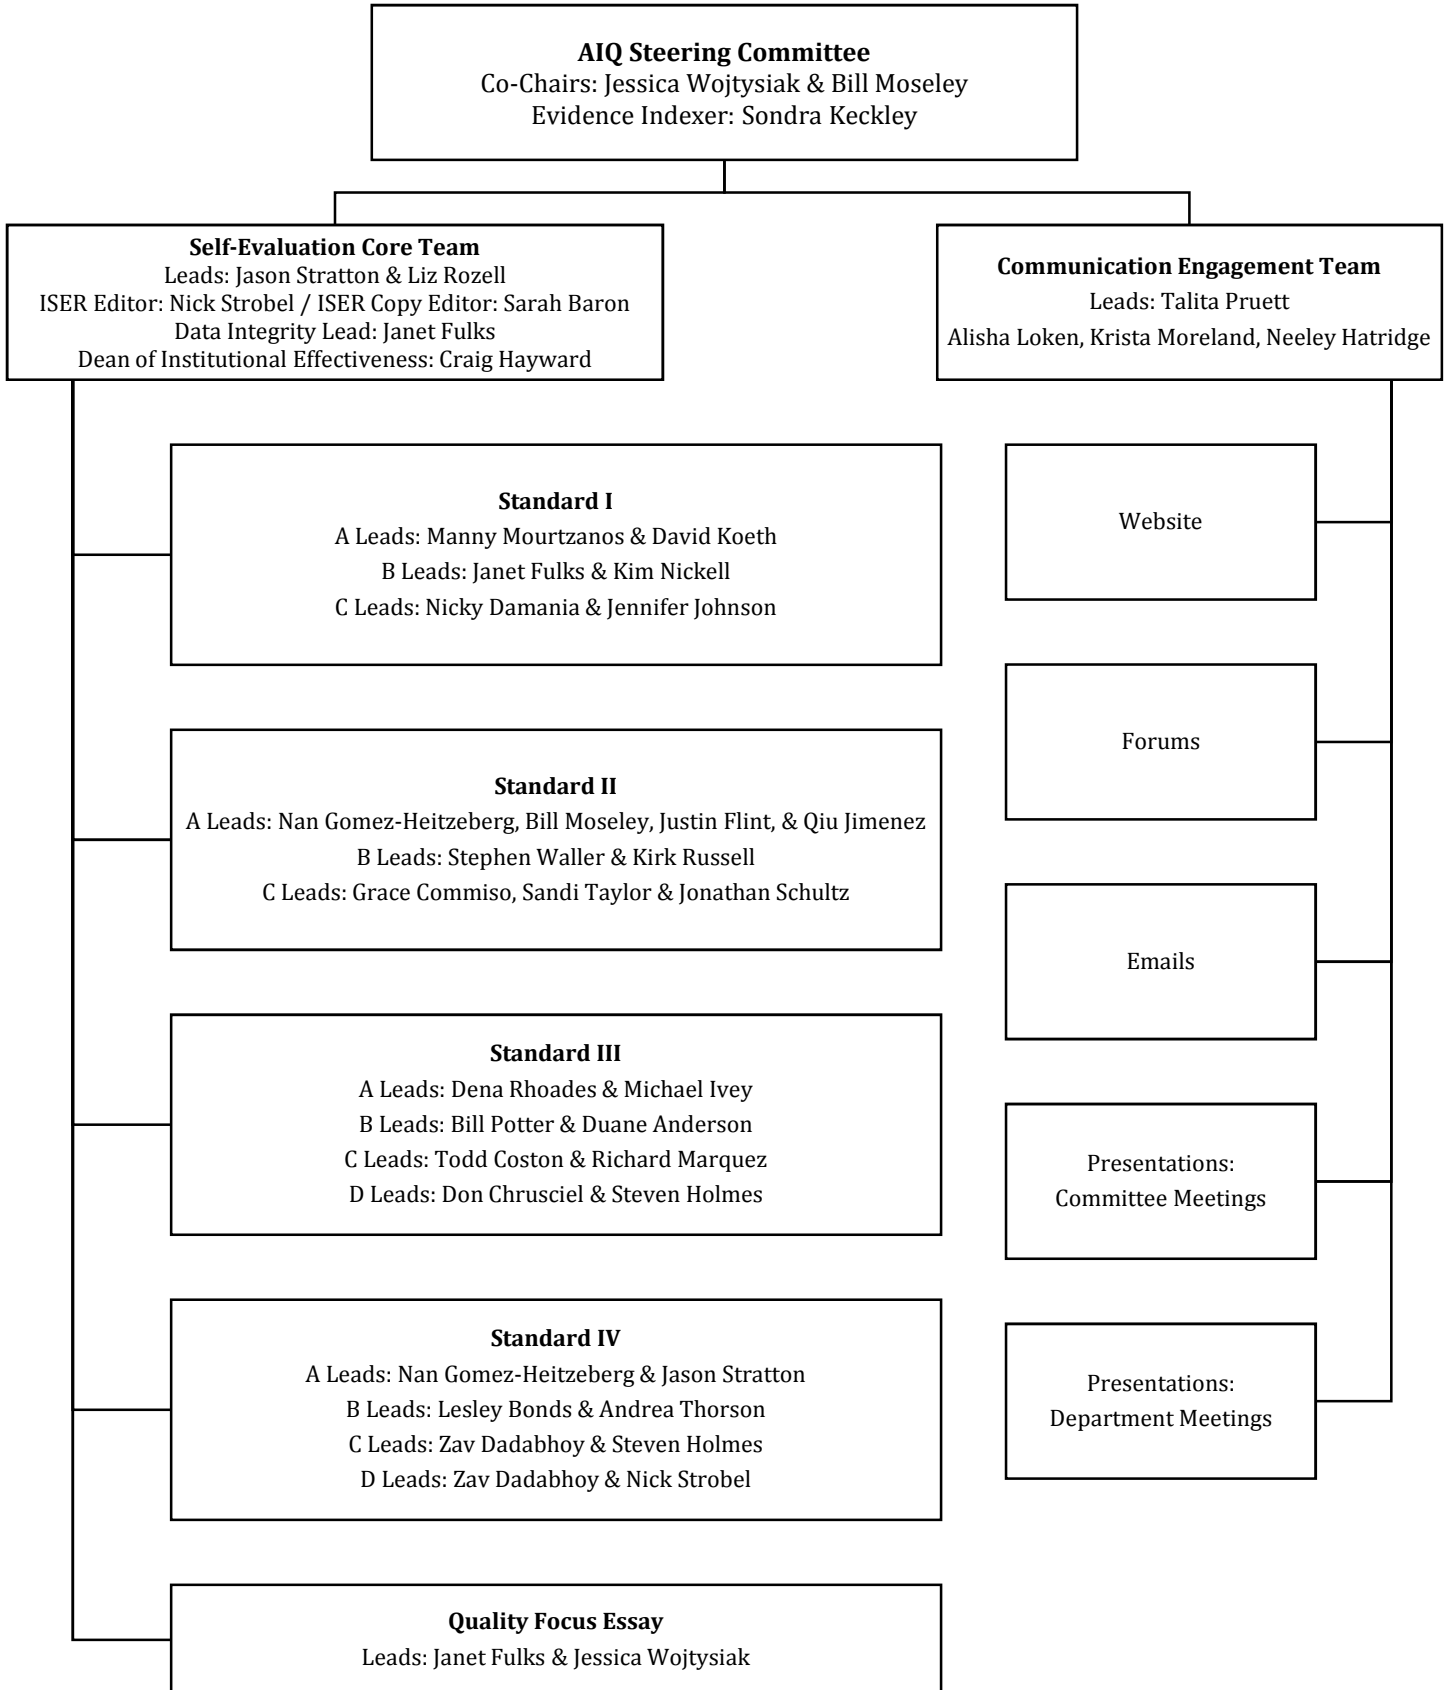 AIQ Steering Committee
Co-Chairs: Jessica Wojtysiak & Bill Moseley
Evidence Indexer: Sondra Keckley
Self-Evaluation Core Team
Leads: Jason Stratton & Liz Rozell
ISER Editor: Nick Strobel / ISER Copy Editor: Sarah Baron
Data Integrity Lead: Janet Fulks
Dean of Institutional Effectiveness: Craig Hayward
Communication Engagement Team
Leads: Talita Pruett
Alisha Loken, Krista Moreland, Neeley Hatridge
Standard I
A Leads: Manny Mourtzanos & David Koeth
B Leads: Janet Fulks & Kim Nickell
C Leads: Nicky Damania & Jennifer Johnson
Standard II
A Leads: Nan Gomez-Heitzeberg, Bill Moseley, Justin Flint, & Qiu Jimenez
B Leads: Stephen Waller & Kirk Russell
C Leads: Grace Commiso, Sandi Taylor & Jonathan Schultz
Standard III
A Leads: Dena Rhoades & Michael Ivey
B Leads: Bill Potter & Duane Anderson
C Leads: Todd Coston & Richard Marquez
D Leads: Don Chrusciel & Steven Holmes
Standard IV
A Leads: Nan Gomez-Heitzeberg & Jason Stratton
B Leads: Lesley Bonds & Andrea Thorson
C Leads: Zav Dadabhoy & Steven Holmes
D Leads: Zav Dadabhoy & Nick Strobel
Quality Focus Essay
Leads: Janet Fulks & Jessica Wojtysiak
Website
Forums
Emails
Presentations:
Committee Meetings
Presentations:
Department Meetings